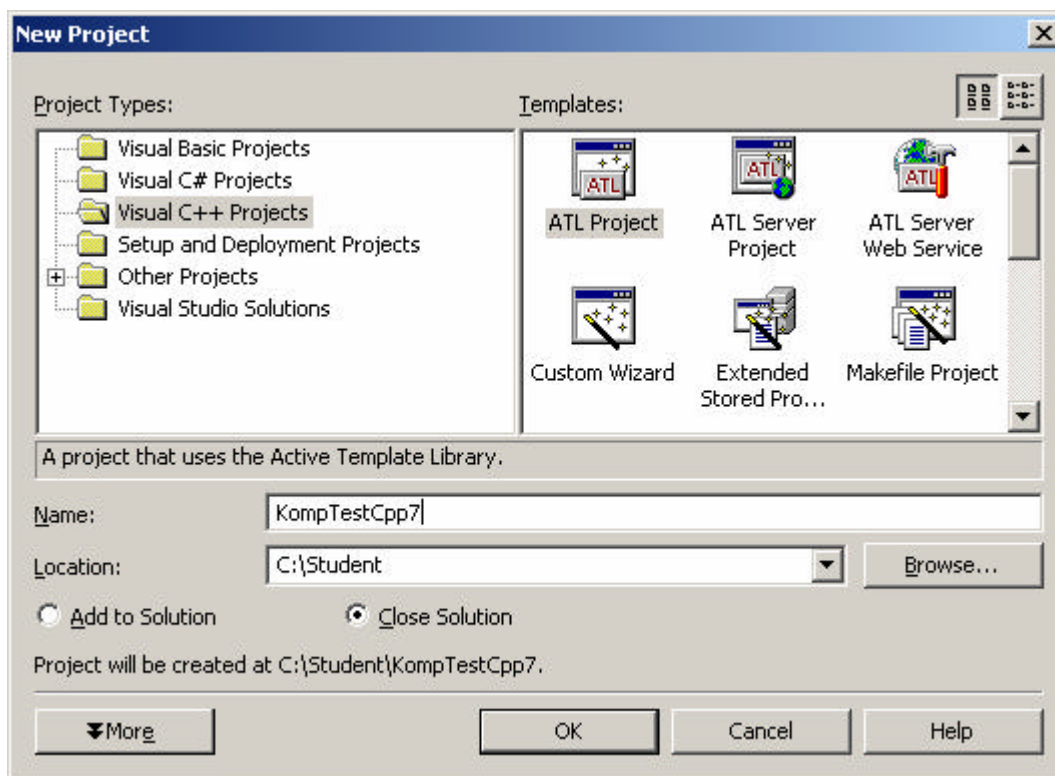 New Project
Project Types:
Templates:
Visual Basic Projects
Visual C# Projects
Visual C++ Projects
Setup and Deployment Projects
Other Projects
Visual Studio Solutions
ATL
ATL Project
ATL
ATL Server
Project
ATL
ATL Server
Web Service
Custom Wizard
Extended
Stored Pro...
Makefile Project
A project that uses the Active Template Library.
Name:
KompTestCpp7
Location:
C:\Student
Browse...
Add to Solution
Close Solution
Project will be created at C:\Student\KompTestCpp7.
More
OK
Cancel
Help